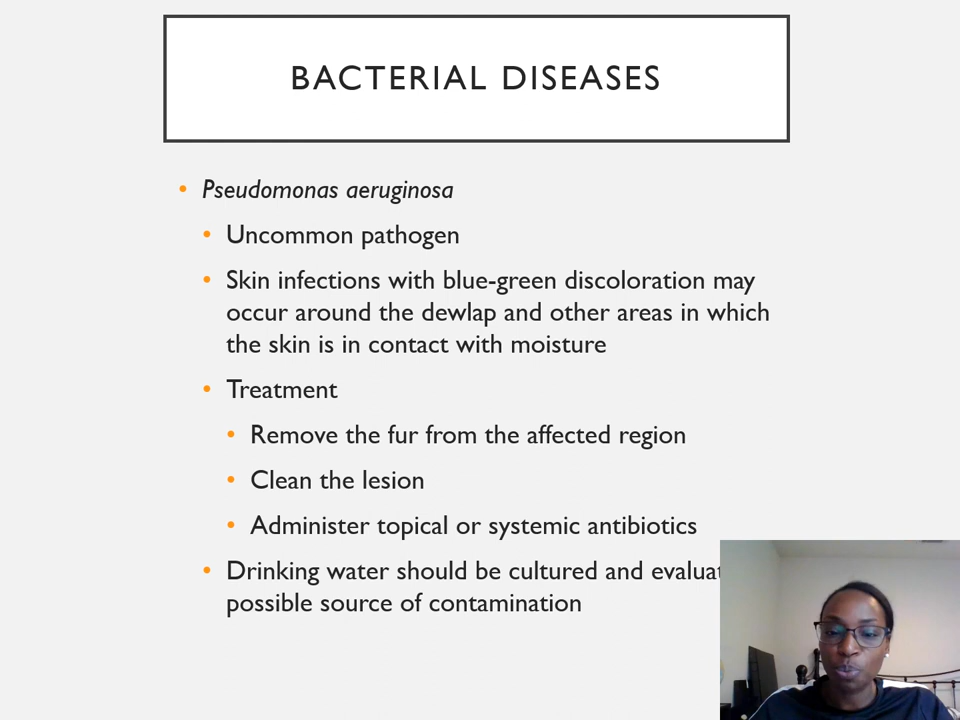 BACTERIAL DISEASES
• Pseudomonas aeruginosa
• Uncommon pathogen
• Skin infections with blue-green discoloration may
occur around the dewlap and other areas in which
the skin is in contact with moisture
• Treatment
• Remove the fur from the affected region
• Clean the lesion
• Administer topical or systemic antibiotics
• Drinking water should be cultured and
possible source of contamination